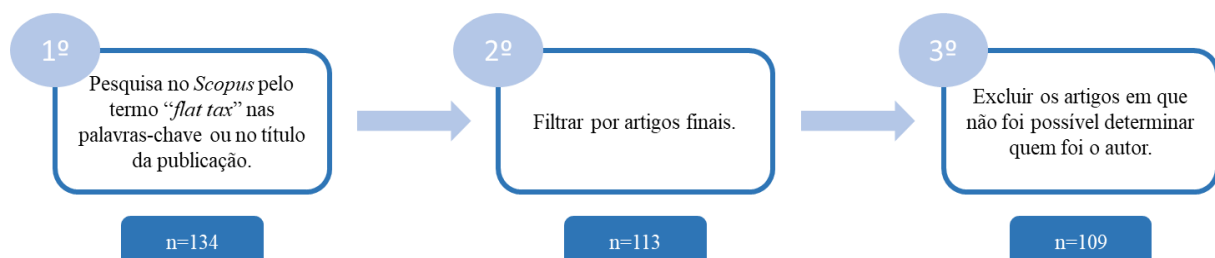 1º
Pesquisa no Scopus pelo
termo “flat tax” nas
palavras-chave ou no título
da publicação.
n=134
2º
Filtrar por artigos finais.
n=113
3º
Excluir os artigos em que
não foi possível determinar
quem foi o autor.
n=109